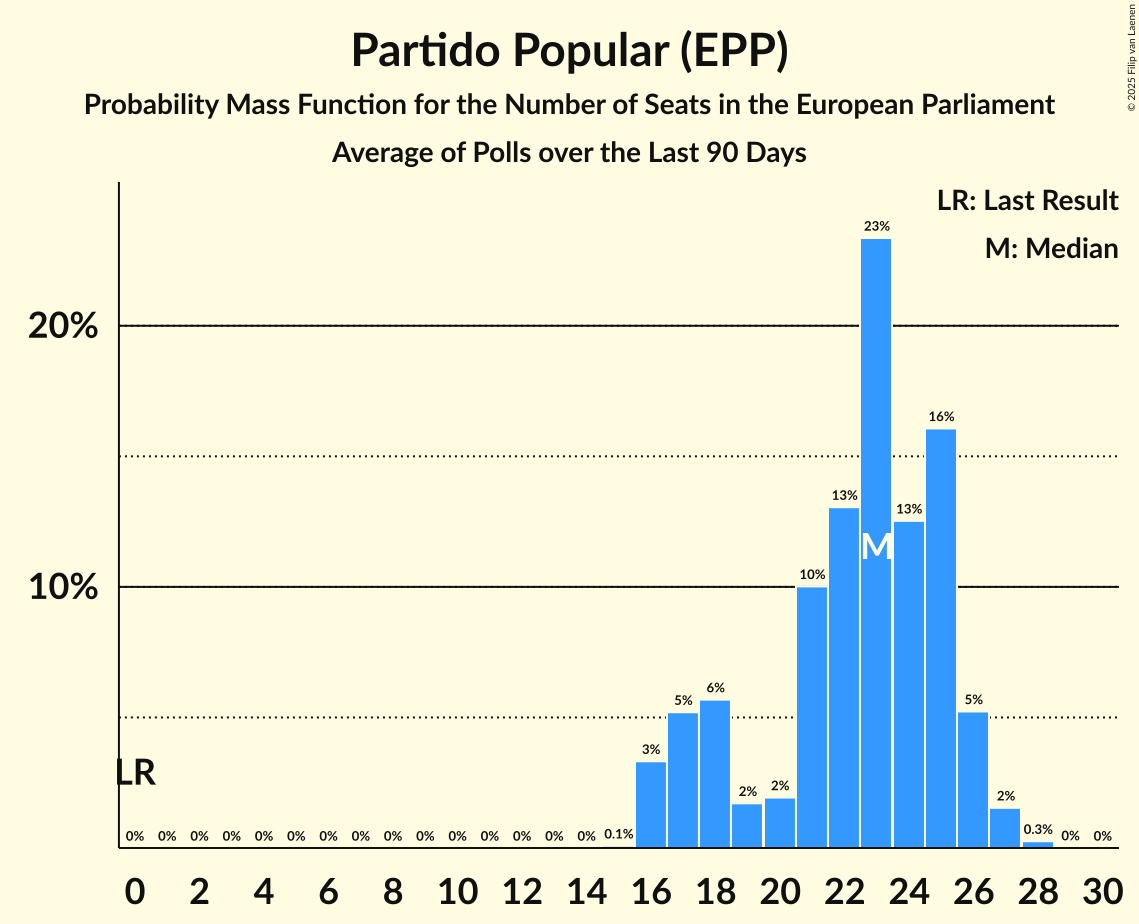 Partido Popular (EPP)
Probability Mass Function for the Number of Seats in the European Parliament
Average of Polls over the Last 90 Days
© 2025 Filip van Laenen
LR: Last Result
M: Median
23%
20%
16%
13%
13%
M
10%
10%
6%
5%
5%
3%
LR
2%
2%
2%
0% 0% 0% 0% 0% 0% 0% 0% 0% 0% 0% 0% 0% 0% 0% 0.1% 0.3% 0% 0%
0 2 4 6 8 10 12 14 16 18 20 22 24 26 28 30